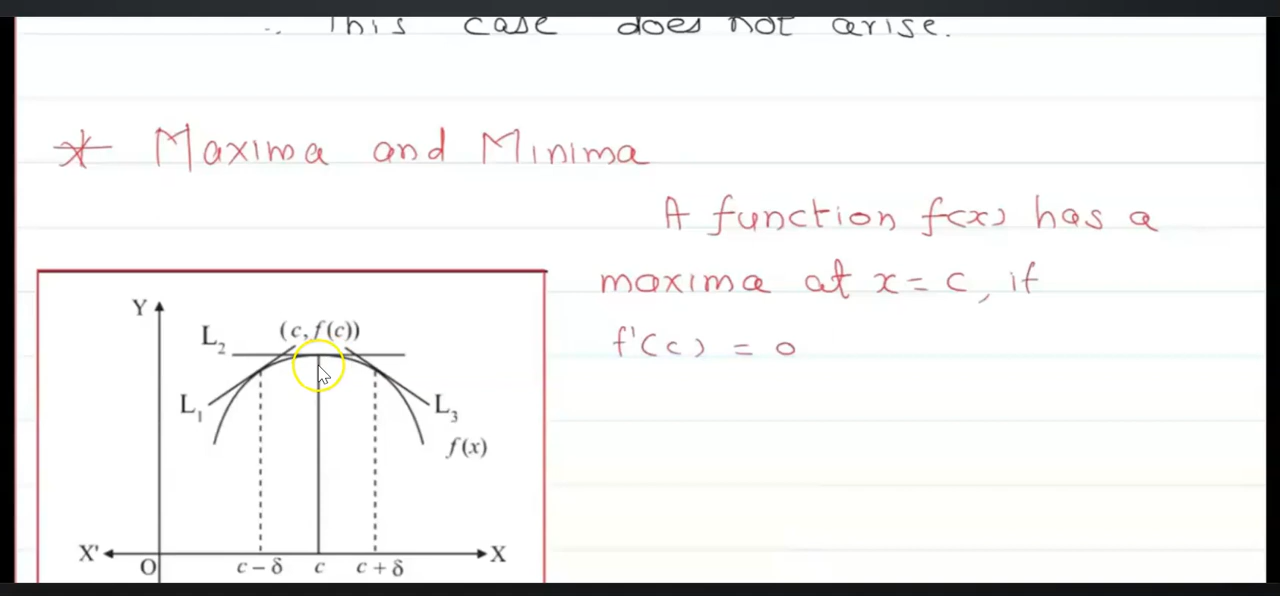 ∴ This case does not arise.
* Maxima and Minima
A function f(x) has a
maxima at x = c, if
f'(c) = 0
Y
L₂
(c, f(c))
L₁
L₃
f(x)
X'
X
O
c – δ
c
c + δ